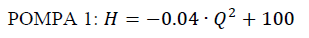 POMPA 1: H = −0.04 · Q² + 100